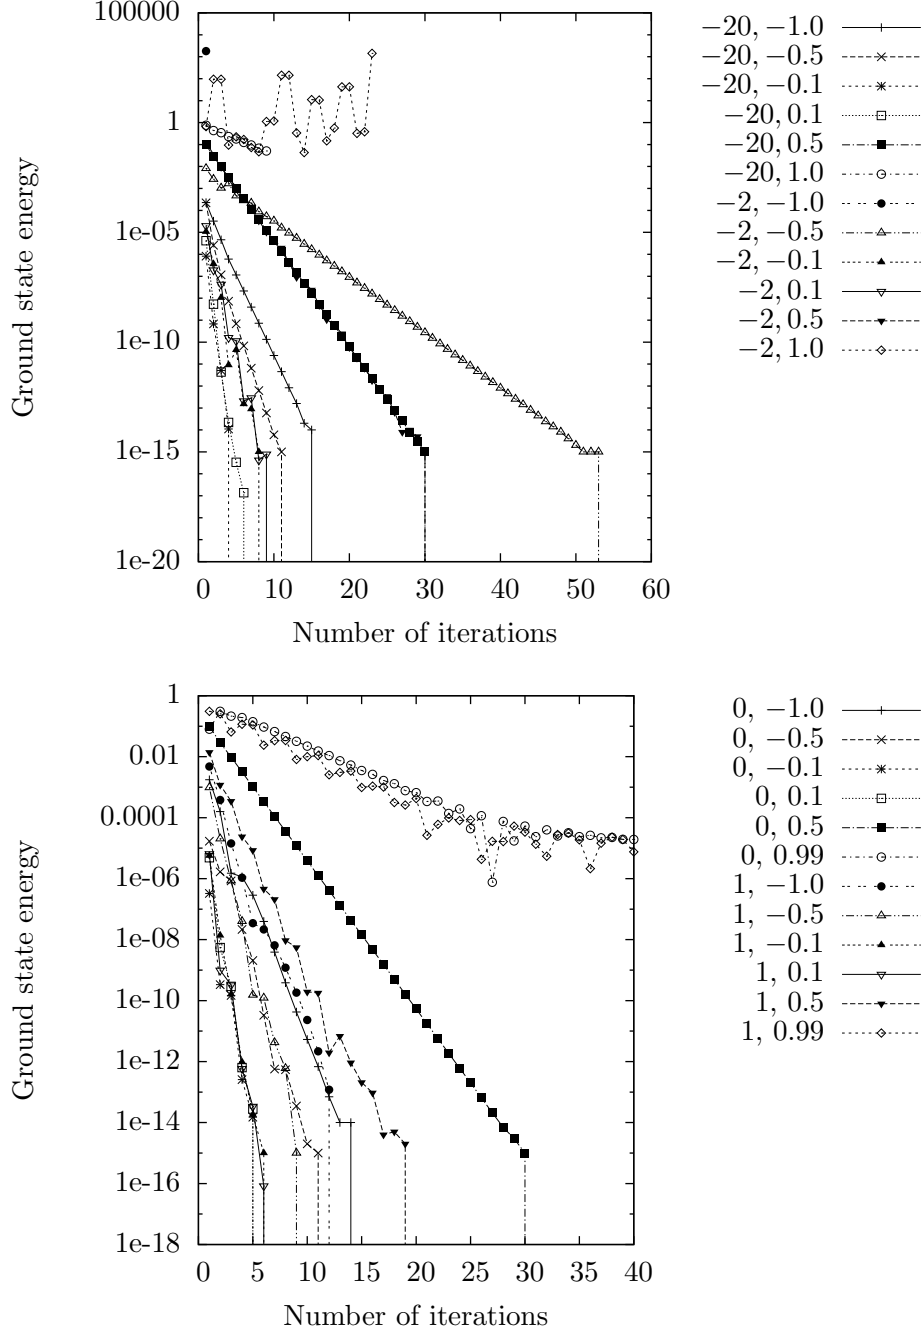 100000
1
1e-05
1e-10
1e-15
1e-20
Ground state energy
0 10 20 30 40 50 60
Number of iterations
−20, −1.0
−20, −0.5
−20, −0.1
−20, 0.1
−20, 0.5
−20, 1.0
−2, −1.0
−2, −0.5
−2, −0.1
−2, 0.1
−2, 0.5
−2, 1.0
1
0.01
0.0001
1e-06
1e-08
1e-10
1e-12
1e-14
1e-16
1e-18
Ground state energy
0 5 10 15 20 25 30 35 40
Number of iterations
0, −1.0
0, −0.5
0, −0.1
0, 0.1
0, 0.5
0, 0.99
1, −1.0
1, −0.5
1, −0.1
1, 0.1
1, 0.5
1, 0.99